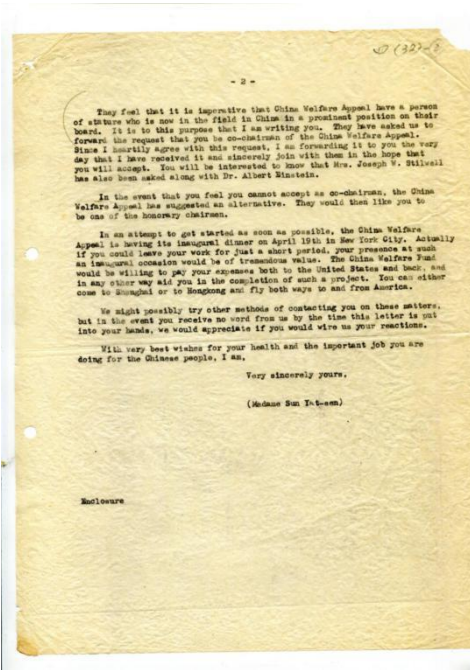 - 2 -
They feel that it is imperative that China Welfare Appeal have a person
of stature who is now in the field in China in a prominent position on their
board. It is to this purpose that I am writing you. They have asked us to
forward the request that you be co-chairman of the China Welfare Appeal.
Since I heartily agree with this request, I am forwarding it to you the very
day that I have received it and sincerely join with them in the hope that
you will accept. You will be interested to know that Mrs. Joseph W. Stilwell
has also been asked along with Dr. Albert Einstein.
In the event that you feel you cannot accept as co-chairman, the China
Welfare Appeal has suggested an alternative. They would then like you to
be one of the honorary chairmen.
In an attempt to get started as soon as possible, the China Welfare
Appeal is having its inaugural dinner on April 19th in New York City. Actually
if you could leave your work for just a short period, your presence at such
an inaugural occasion would be of tremendous value. The China Welfare Fund
would be willing to pay your expenses both to the United States and back, and
in any other way aid you in the completion of such a project. You can either
come to Shanghai or to Hongkong and fly both ways to and from America.
We might possibly try other methods of contacting you on these matters,
but in the event you receive no word from us by the time this letter is put
into your hands, we would appreciate if you would wire us your reactions.
With very best wishes for your health and the important job you are
doing for the Chinese people, I am,
Very sincerely yours,
(Madame Sun Yat-sen)
Enclosure